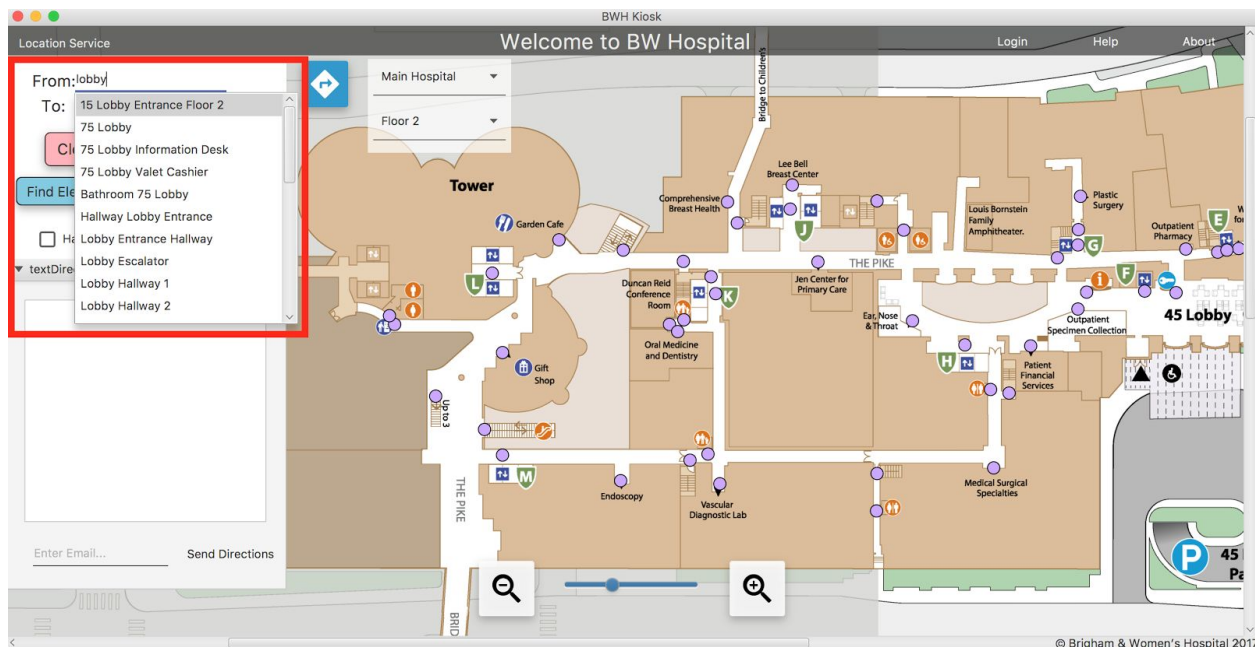 BWH Kiosk
Location Service
Welcome to BW Hospital
Login
Help
About
From:
lobby
To:
15 Lobby Entrance Floor 2
75 Lobby
75 Lobby Information Desk
75 Lobby Valet Cashier
Bathroom 75 Lobby
Hallway Lobby Entrance
Lobby Entrance Hallway
Lobby Escalator
Lobby Hallway 1
Lobby Hallway 2
Find
Main Hospital
Floor 2
Bridge to Children's
Tower
Garden Cafe
Comprehensive
Breast Health
Lee Bell
Breast Center
J
Louis Bornstein
Family
Amphitheater.
Plastic
Surgery
G
Outpatient
Pharmacy
E
THE PIKE
Jen Center for
Primary Care
L
Duncan Reid
Conference
Room
K
Oral Medicine
and Dentistry
Ear, Nose
& Throat
F
Outpatient
Specimen Collection
45 Lobby
H
Patient
Financial
Services
Gift
Shop
Up to 3
M
THE PIKE
Endoscopy
Vascular
Diagnostic Lab
Medical Surgical
Specialties
P
45
Enter Email...
Send Directions
© Brigham & Women's Hospital 2017